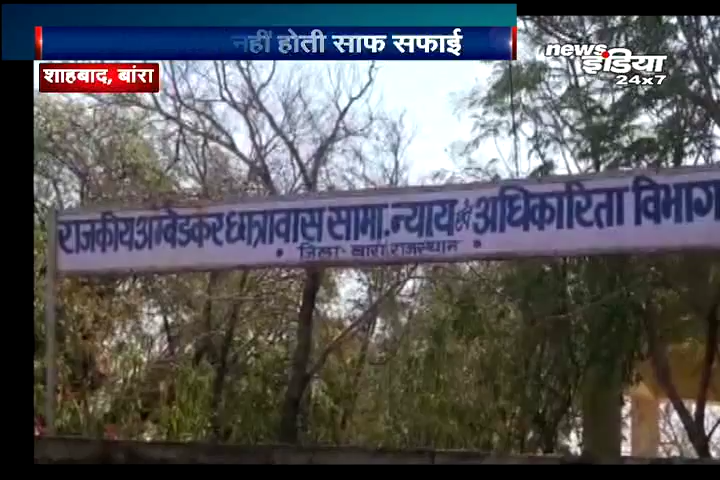 नहीं होती साफ सफाई
news
इंडिया
24x7
शाहबाद, बांरा
राजकीय अम्बेडकर छात्रावास सामा. न्याय एवं अधिकारिता विभाग
• जिला- बारां राजस्थान •